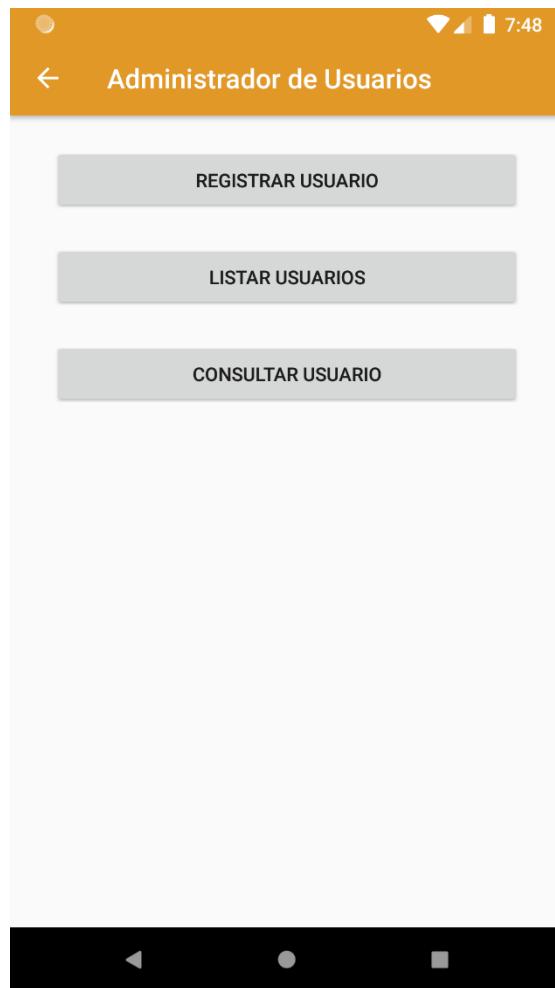 7:48
Administrador de Usuarios
REGISTRAR USUARIO
LISTAR USUARIOS
CONSULTAR USUARIO